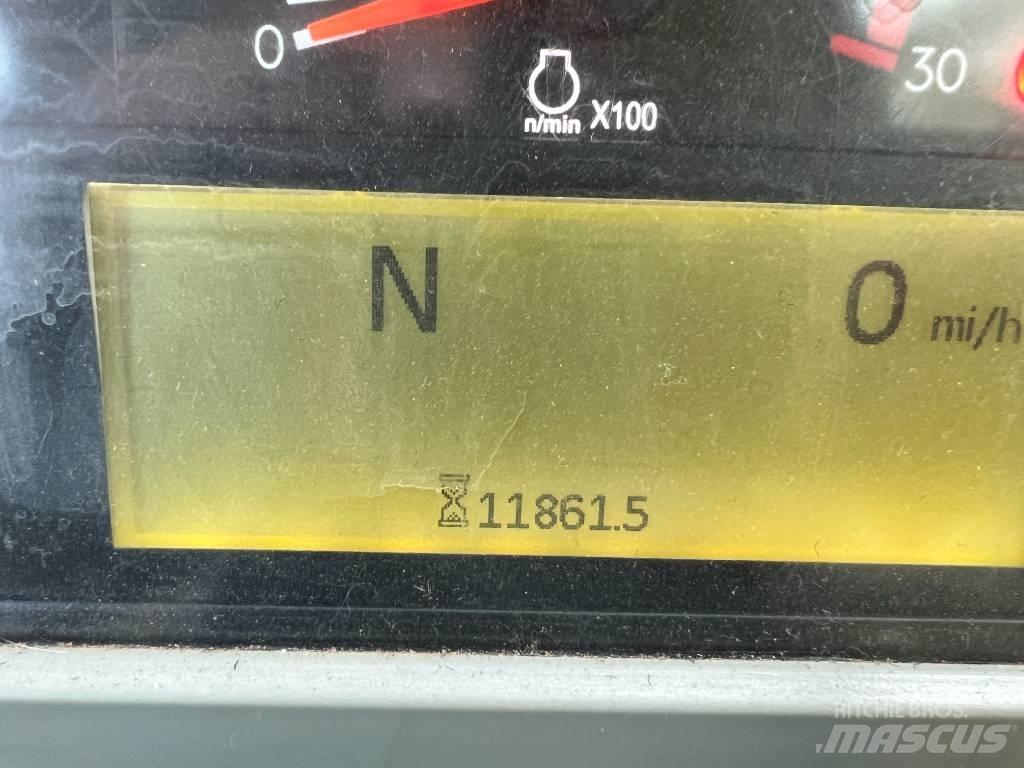 0 30
n/min X100
N 0 mi/h
11861.5
RITCHIE BROS.
MASCUS